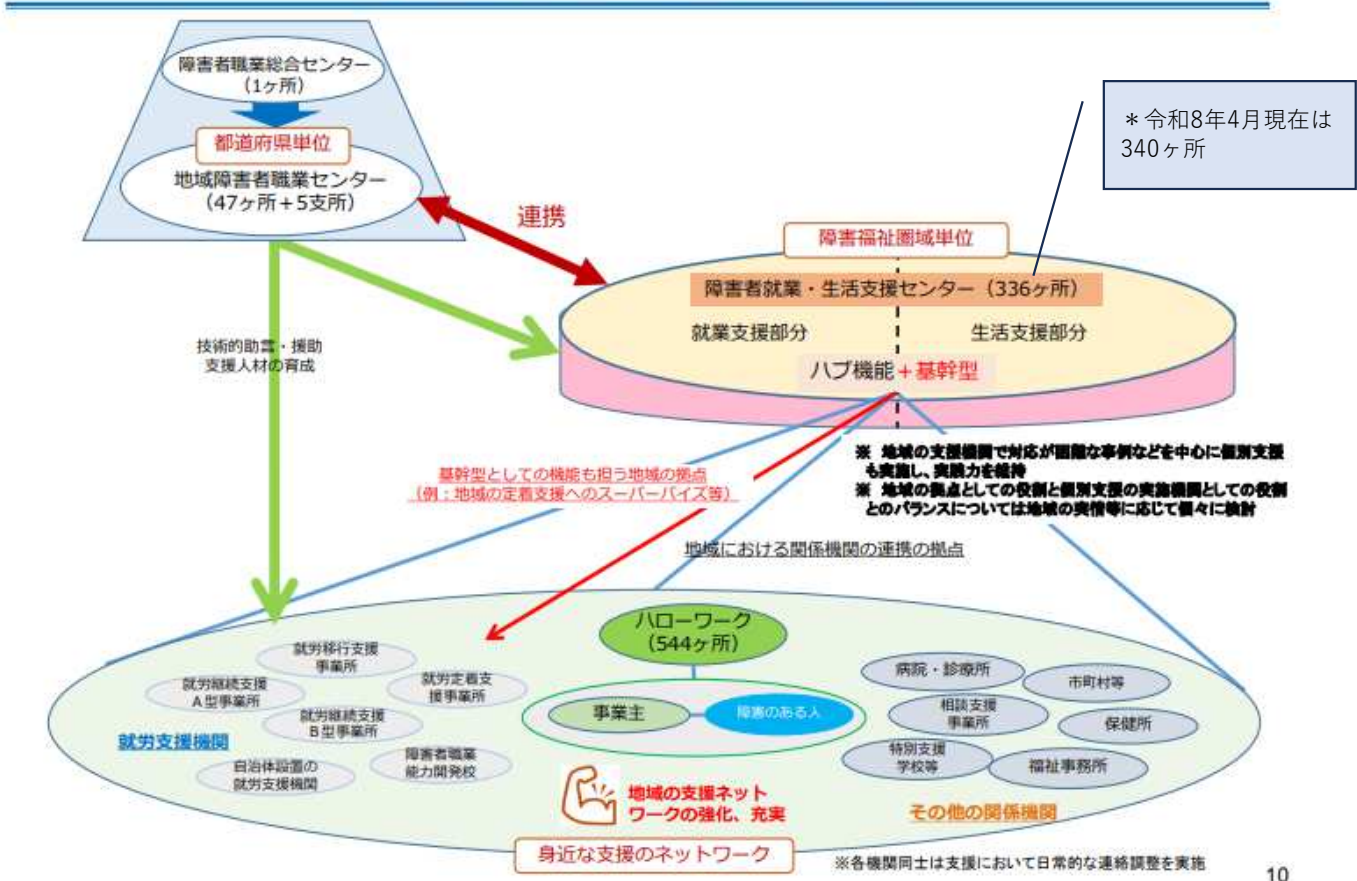 障害者職業総合センター
(1ヶ所)
都道府県単位
地域障害者職業センター
(47ヶ所+5支所)
連携
＊令和8年4月現在は
340ヶ所
障害福祉圏域単位
障害者就業・生活支援センター（336ヶ所）
就業支援部分
生活支援部分
ハブ機能＋基幹型
技術的助言・援助
支援人材の育成
※ 地域の支援機関で対応が困難な事例などを中心に個別支援
も実施し、実践力を維持
※ 地域の拠点としての役割と個別支援の実施機関としての役割
とのバランスについては地域の実情等に応じて個々に検討
基幹型としての機能も担う地域の拠点
（例：地域の定着支援へのスーパーバイズ等）
地域における関係機関の連携の拠点
ハローワーク
(544ヶ所)
就労移行支援
事業所
就労継続支援
A型事業所
就労定着支
援事業所
就労継続支援
B型事業所
就労支援機関
自治体設置の
就労支援機関
障害者職業
能力開発校
事業主
障害のある人
病院・診療所
市町村等
相談支援
事業所
保健所
特別支援
学校等
福祉事務所
その他の関係機関
地域の支援ネット
ワークの強化、充実
身近な支援のネットワーク
※各機関同士は支援において日常的な連絡調整を実施
10